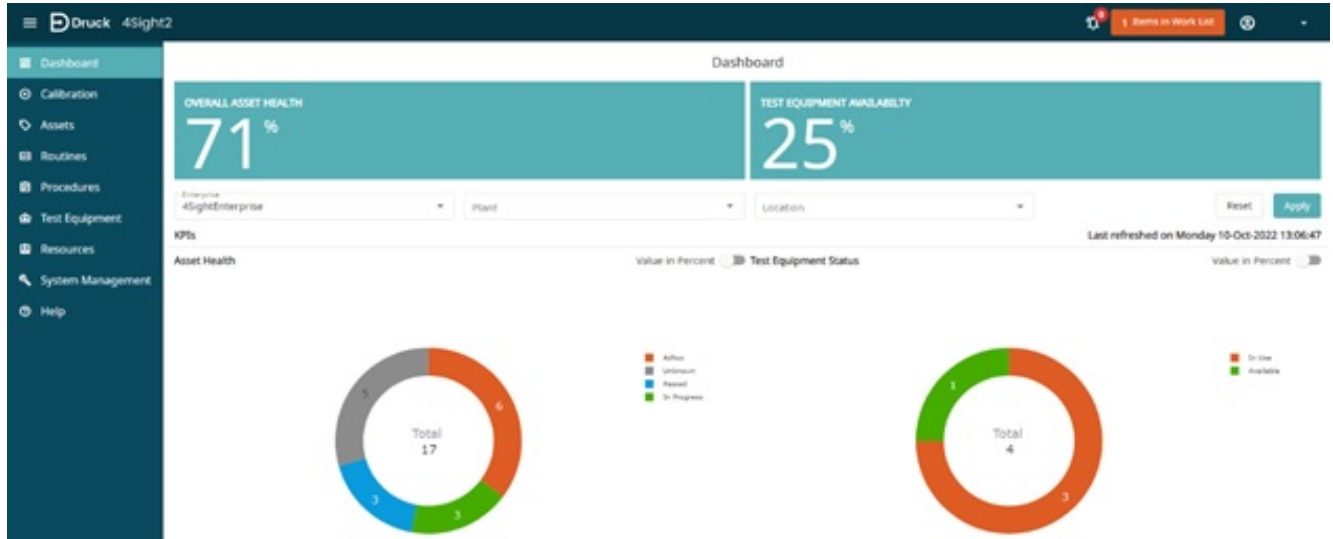 Druck 4Sight2
0
1 Items in Work List
Dashboard
Calibration
Assets
Routines
Procedures
Test Equipment
Resources
System Management
Help
Dashboard
OVERALL ASSET HEALTH
71%
TEST EQUIPMENT AVAILABILTY
25%
Enterprise
4SightEnterprise
Plant
Location
Reset
Apply
KPIs
Last refreshed on Monday 10-Oct-2022 13:06:47
Asset Health
Value in Percent
5
6
3
3
Total
17
Adhoc
Unknown
Passed
In Progress
Test Equipment Status
Value in Percent
1
3
Total
4
In Use
Available